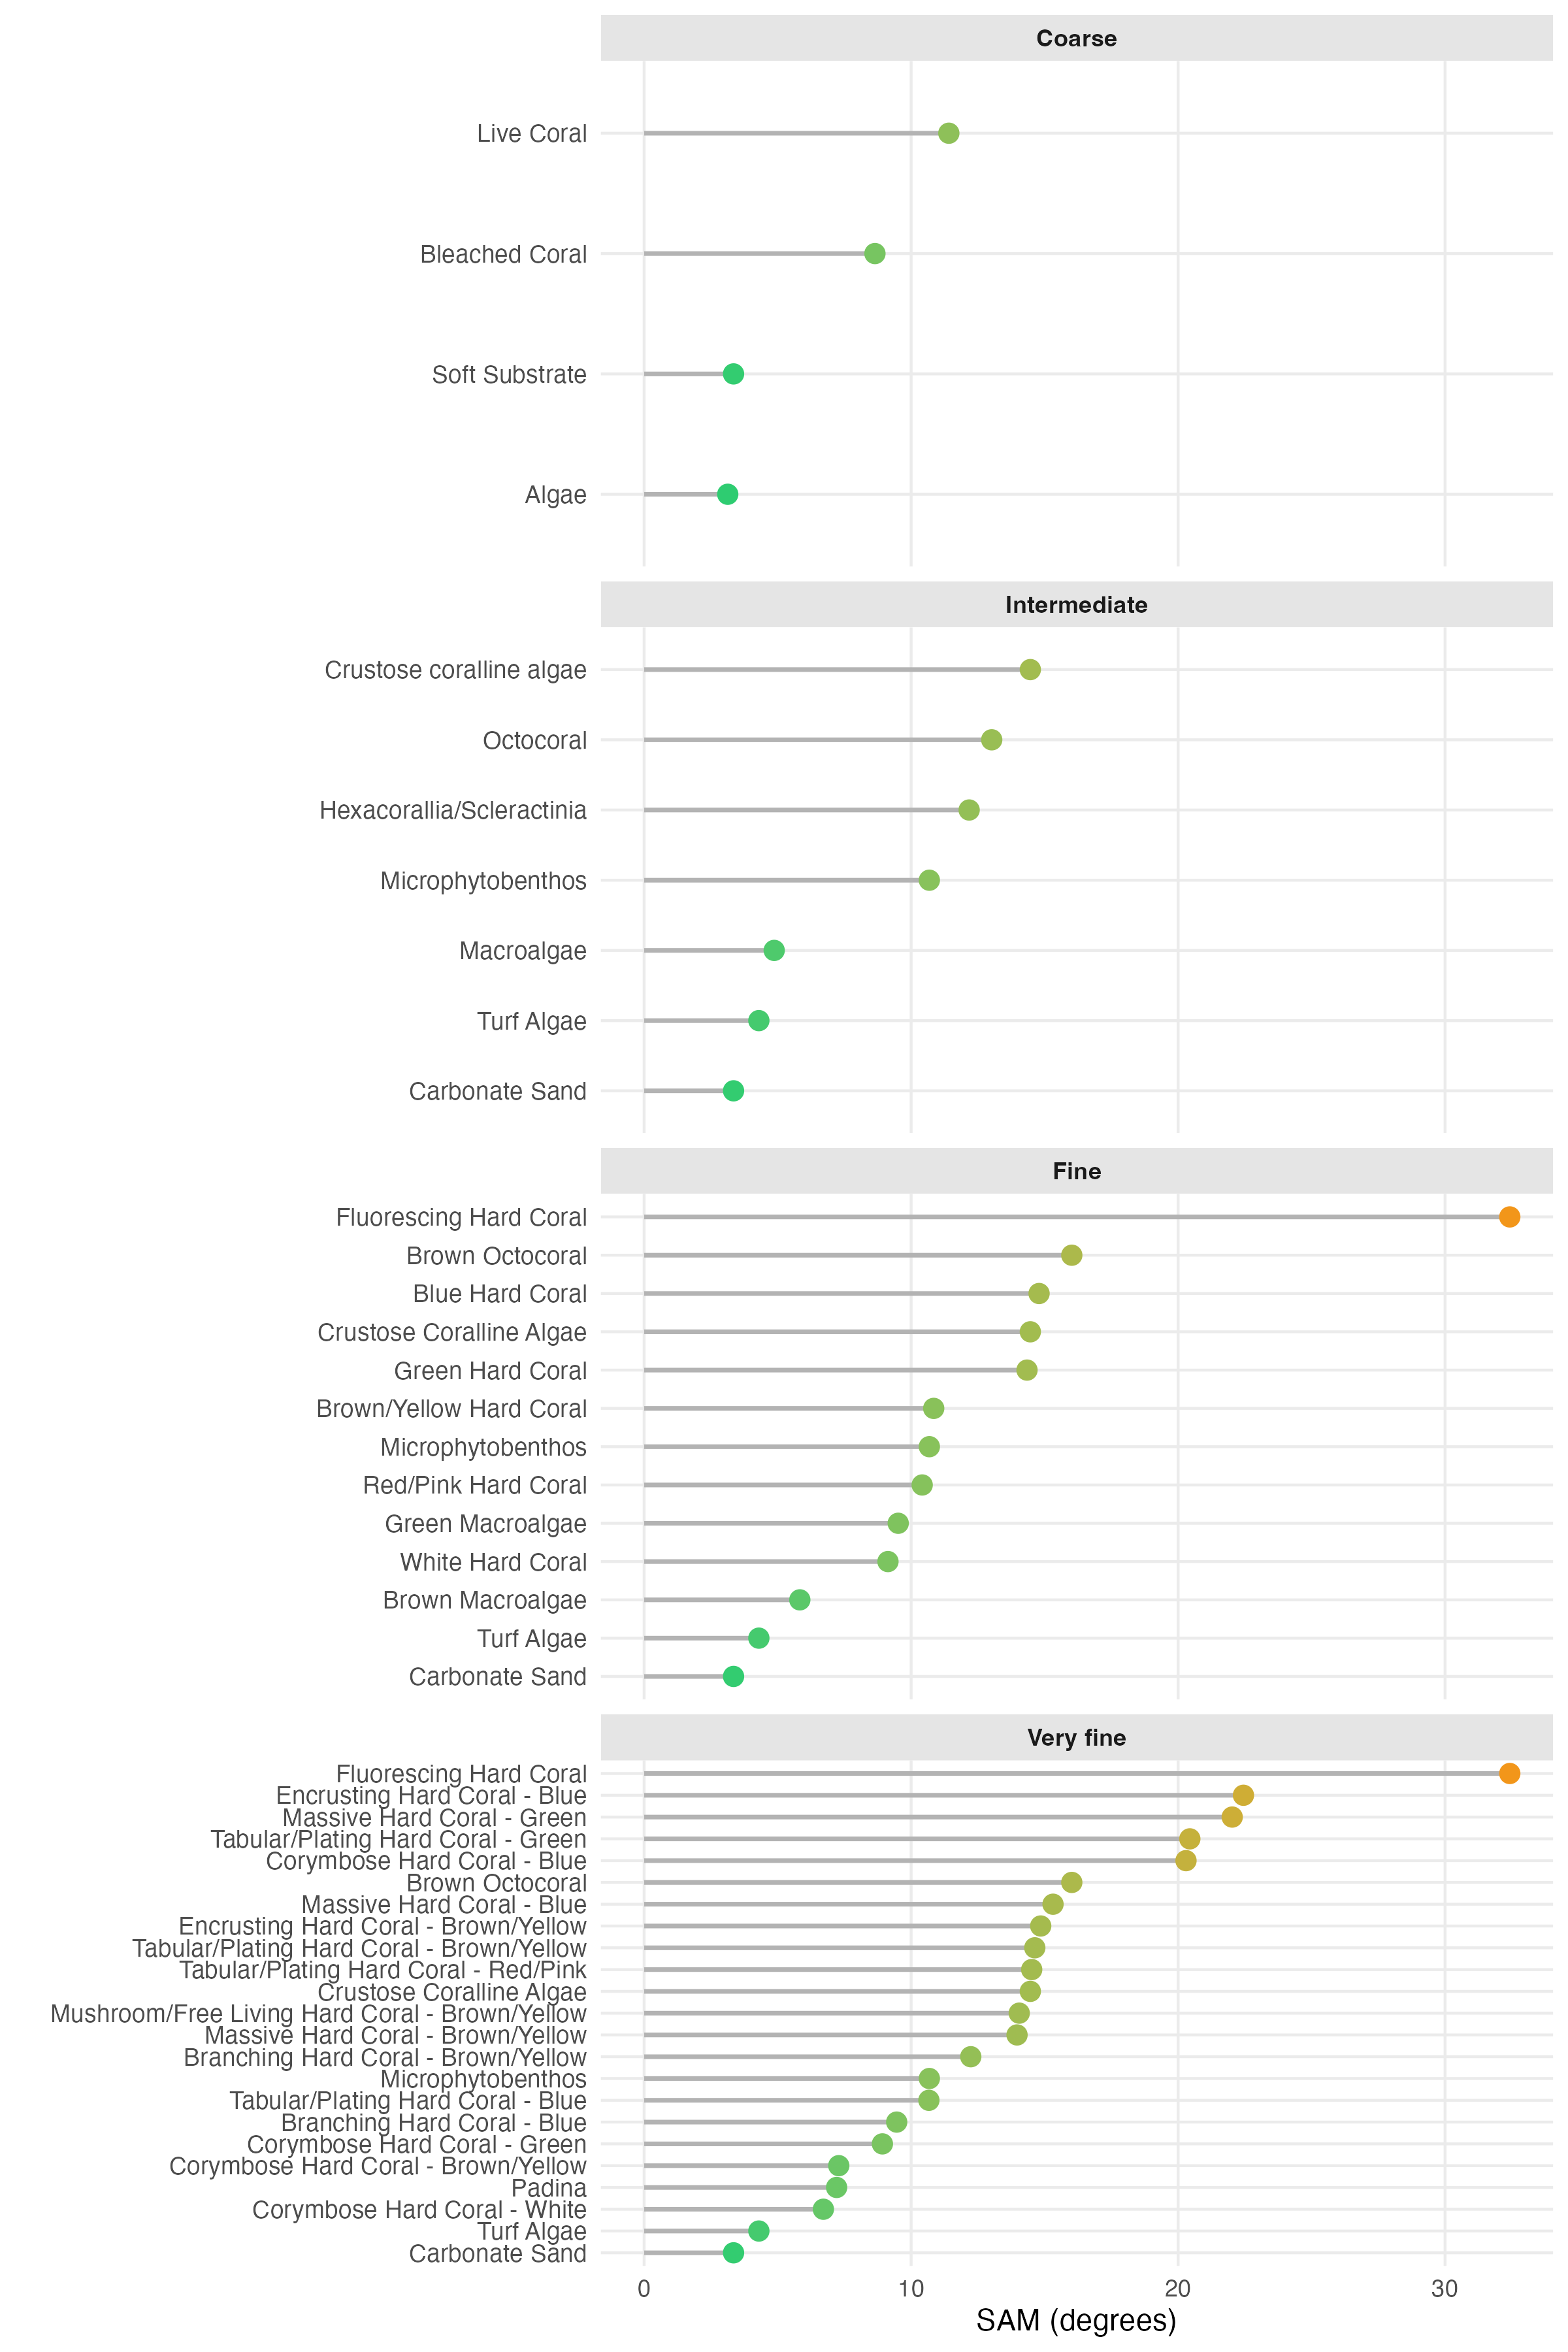 Coarse
Live Coral
Bleached Coral
Soft Substrate
Algae
Intermediate
Crustose coralline algae
Octocoral
Hexacorallia/Scleractinia
Microphytobenthos
Macroalgae
Turf Algae
Carbonate Sand
Fine
Fluorescing Hard Coral
Brown Octocoral
Blue Hard Coral
Crustose Coralline Algae
Green Hard Coral
Brown/Yellow Hard Coral
Microphytobenthos
Red/Pink Hard Coral
Green Macroalgae
White Hard Coral
Brown Macroalgae
Turf Algae
Carbonate Sand
Very fine
Fluorescing Hard Coral
Encrusting Hard Coral - Blue
Massive Hard Coral - Green
Tabular/Plating Hard Coral - Green
Corymbose Hard Coral - Blue
Brown Octocoral
Massive Hard Coral - Blue
Encrusting Hard Coral - Brown/Yellow
Tabular/Plating Hard Coral - Brown/Yellow
Tabular/Plating Hard Coral - Red/Pink
Crustose Coralline Algae
Mushroom/Free Living Hard Coral - Brown/Yellow
Massive Hard Coral - Brown/Yellow
Branching Hard Coral - Brown/Yellow
Microphytobenthos
Tabular/Plating Hard Coral - Blue
Branching Hard Coral - Blue
Corymbose Hard Coral - Green
Corymbose Hard Coral - Brown/Yellow
Padina
Corymbose Hard Coral - White
Turf Algae
Carbonate Sand
0 10 20 30
SAM (degrees)